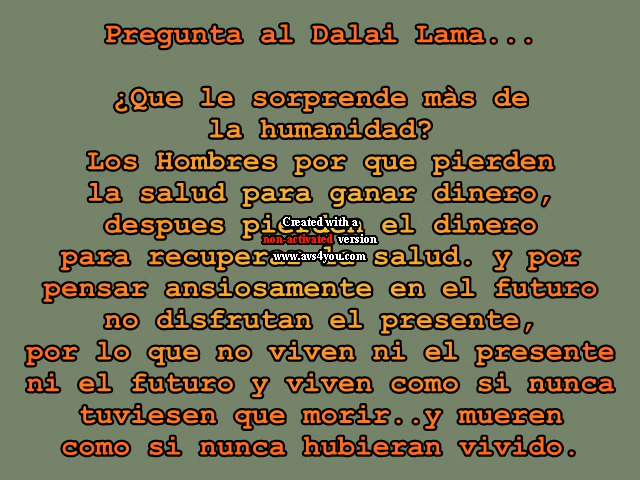 Pregunta al Dalai Lama...
¿Que le sorprende màs de
la humanidad?
Los Hombres por que pierden
la salud para ganar dinero,
despues pierden el dinero
Created with a
non-activated version
www.avs4you.com
para recuperar la salud. y por
pensar ansiosamente en el futuro
no disfrutan el presente,
por lo que no viven ni el presente
ni el futuro y viven como si nunca
tuviesen que morir..y mueren
como si nunca hubieran vivido.